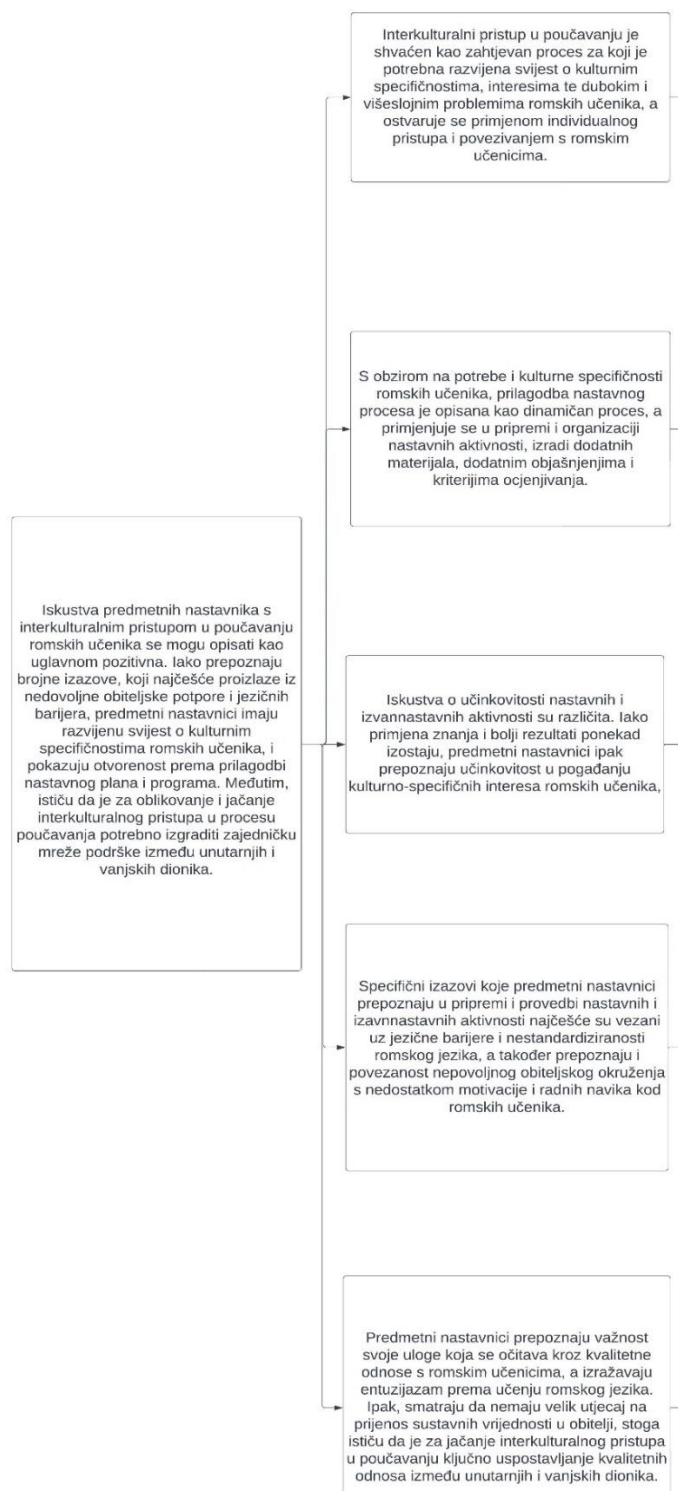 Interkulturalni pristup u poučavanju je
shvaćen kao zahtjevan proces za koji je
potrebna razvijena svijest o kulturnim
specifičnostima, interesima te dubokim i
višeslojnim problemima romskih učenika, a
ostvaruje se primjenom individualnog
pristupa i povezivanjem s romskim
učenicima.
S obzirom na potrebe i kulturne specifičnosti
romskih učenika, prilagodba nastavnog
procesa je opisana kao dinamičan proces, a
primjenjuje se u pripremi i organizaciji
nastavnih aktivnosti, izradi dodatnih
materijala, dodatnim objašnjenjima i
kriterijima ocjenjivanja.
Iskustva predmetnih nastavnika s
interkulturalnim pristupom u poučavanju
romskih učenika se mogu opisati kao
uglavnom pozitivna. Iako prepoznaju
brojne izazove, koji najčešće proizlaze iz
nedovoljne obiteljske potpore i jezičnih
barijera, predmetni nastavnici imaju
razvijenu svijest o kulturnim
specifičnostima romskih učenika, i
pokazuju otvorenost prema prilagodbi
nastavnog plana i programa. Međutim,
ističu da je za oblikovanje i jačanje
interkulturalnog pristupa u procesu
poučavanja potrebno izgraditi zajedničku
mreže podrške između unutarnjih i
vanjskih dionika.
Iskustva o učinkovitosti nastavnih i
izvannastavnih aktivnosti su različita. Iako
primjena znanja i bolji rezultati ponekad
izostaju, predmetni nastavnici ipak
prepoznaju učinkovitost u pogađanju
kulturno-specifičnih interesa romskih učenika,
Specifični izazovi koje predmetni nastavnici
prepoznaju u pripremi i provedbi nastavnih i
izavnnastavnih aktivnosti najčešće su vezani
uz jezične barijere i nestandardiziranosti
romskog jezika, a također prepoznaju i
povezanost nepovoljnog obiteljskog okruženja
s nedostatkom motivacije i radnih navika kod
romskih učenika.
Predmetni nastavnici prepoznaju važnost
svoje uloge koja se očitava kroz kvalitetne
odnose s romskim učenicima, a izražavaju
entuzijazam prema učenju romskog jezika.
Ipak, smatraju da nemaju velik utjecaj na
prijenos sustavnih vrijednosti u obitelji, stoga
ističu da je za jačanje interkulturalnog pristupa
u poučavanju ključno uspostavljanje kvalitetnih
odnosa između unutarnjih i vanjskih dionika.